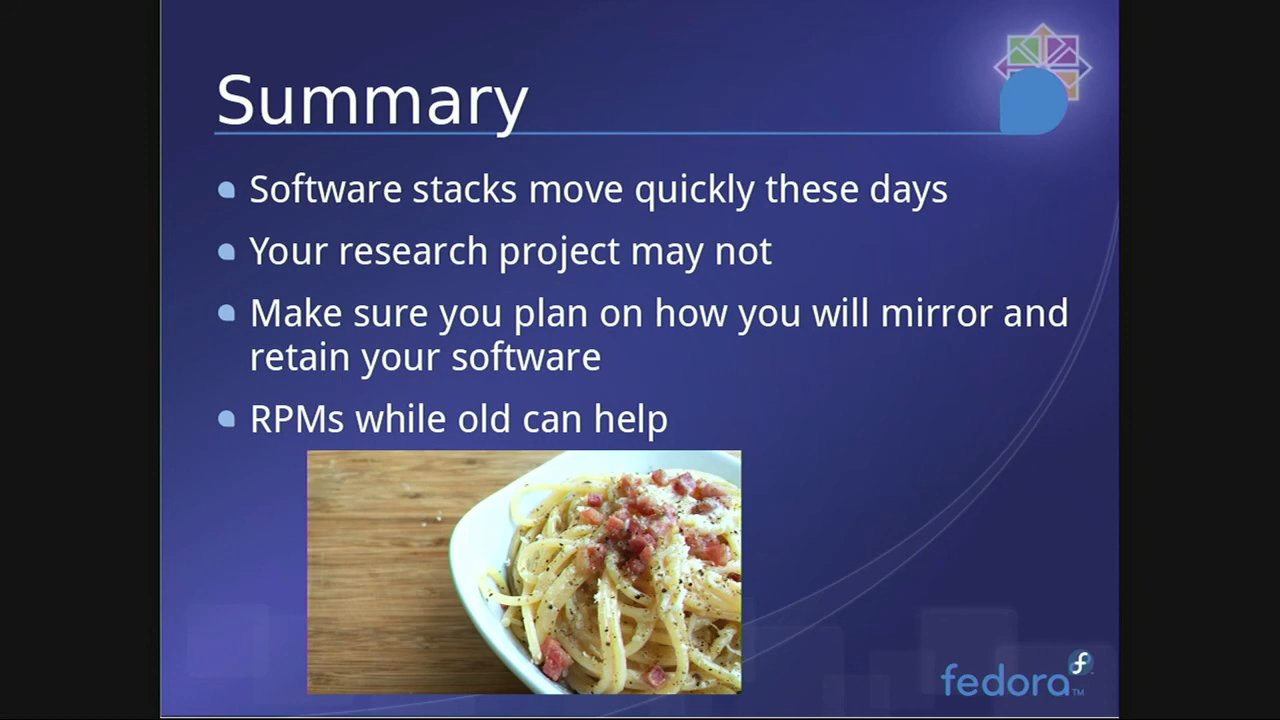 Summary
Software stacks move quickly these days
Your research project may not
Make sure you plan on how you will mirror and
retain your software
RPMs while old can help
fedora™